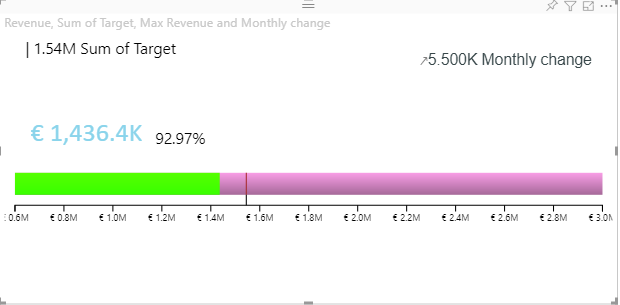 Revenue, Sum of Target, Max Revenue and Monthly change
| 1.54M Sum of Target
↗5.500K Monthly change
€ 1,436.4K 92.97%
€ 0.6M € 0.8M € 1.0M € 1.2M € 1.4M € 1.6M € 1.8M € 2.0M € 2.2M € 2.4M € 2.6M € 2.8M € 3.0M